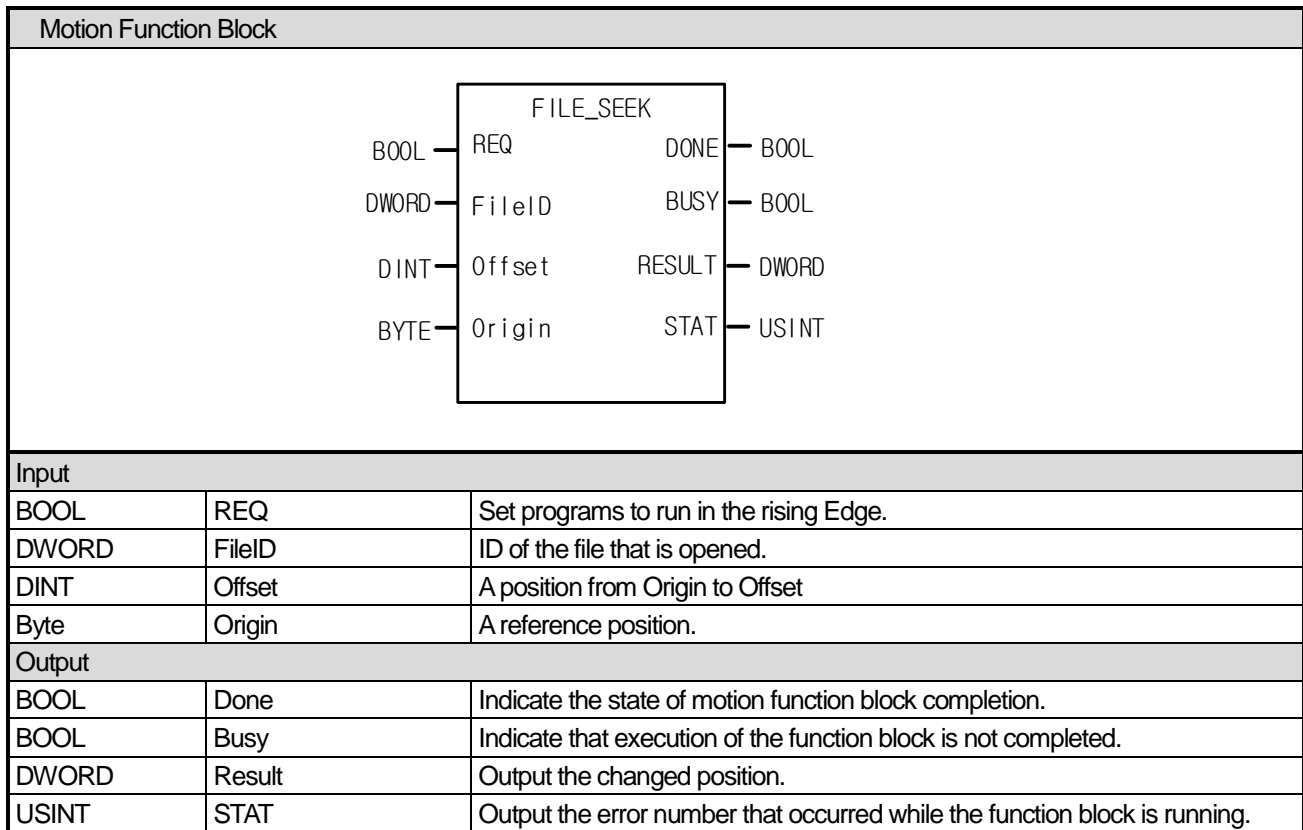 Motion Function Block
FILE_SEEK
BOOL REQ DONE BOOL
DWORD FileID BUSY BOOL
DINT Offset RESULT DWORD
BYTE Origin STAT USINT
Input
BOOL REQ Set programs to run in the rising Edge.
DWORD FileID ID of the file that is opened.
DINT Offset A position from Origin to Offset
Byte Origin A reference position.
Output
BOOL Done Indicate the state of motion function block completion.
BOOL Busy Indicate that execution of the function block is not completed.
DWORD Result Output the changed position.
USINT STAT Output the error number that occurred while the function block is running.